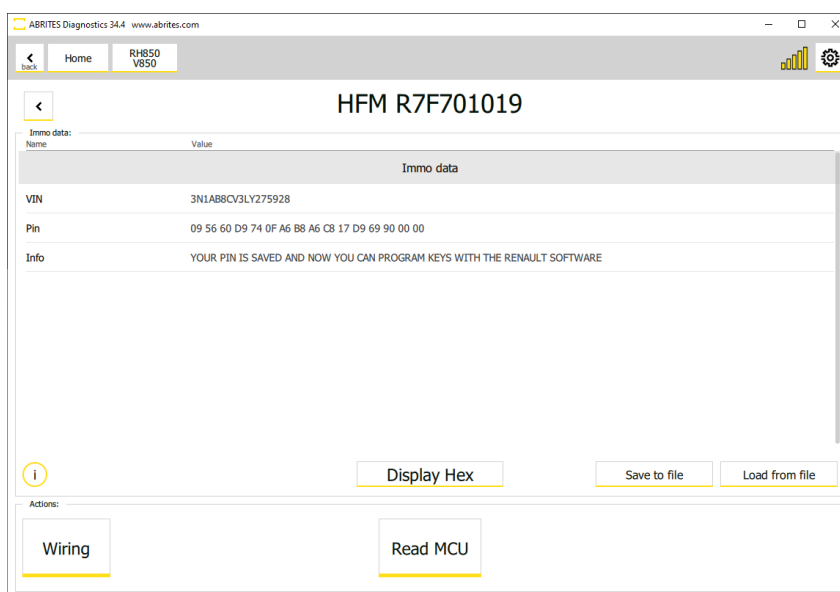 ABRITES Diagnostics 34.4 www.abrites.com
back
Home
RH850
V850
HFM R7F701019
Immo data:
Name Value
Immo data
VIN 3N1AB8CV3LY275928
Pin 09 56 60 D9 74 0F A6 B8 A6 C8 17 D9 69 90 00 00
Info YOUR PIN IS SAVED AND NOW YOU CAN PROGRAM KEYS WITH THE RENAULT SOFTWARE
i
Display Hex
Save to file
Load from file
Actions:
Wiring
Read MCU